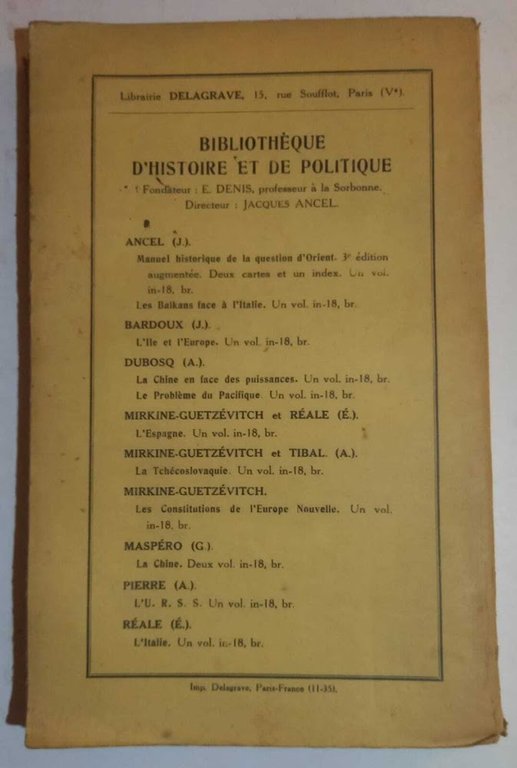 Librairie DELAGRAVE, 15, rue Soufflot, Paris (Vᵉ).
BIBLIOTHÈQUE
D'HISTOIRE ET DE POLITIQUE
Fondateur : E. DENIS, professeur à la Sorbonne.
Directeur : JACQUES ANCEL.
ANCEL (J.).
Manuel historique de la question d'Orient. 3ᵉ édition
augmentée. Deux cartes et un index. Un vol.
in-18, br.
Les Balkans face à l'Italie. Un vol. in-18, br.
BARDOUX (J.).
L'Ile et l'Europe. Un vol. in-18, br.
DUBOSQ (A.).
La Chine en face des puissances. Un vol. in-18, br.
Le Problème du Pacifique. Un vol. in-18, br.
MIRKINE-GUETZÉVITCH et RÉALE (É.).
L'Espagne. Un vol. in-18, br.
MIRKINE-GUETZÉVITCH et TIBAL. (A.).
La Tchécoslovaquie. Un vol. in-18, br.
MIRKINE-GUETZÉVITCH.
Les Constitutions de l'Europe Nouvelle. Un vol.
in-18, br.
MASPÉRO (G.).
La Chine. Deux vol. in-18, br.
PIERRE (A.).
L'U. R. S. S. Un vol. in-18, br.
RÉALE (É.).
L'Italie. Un vol. in-18, br.
Imp. Delagrave, Paris-France (11-35).